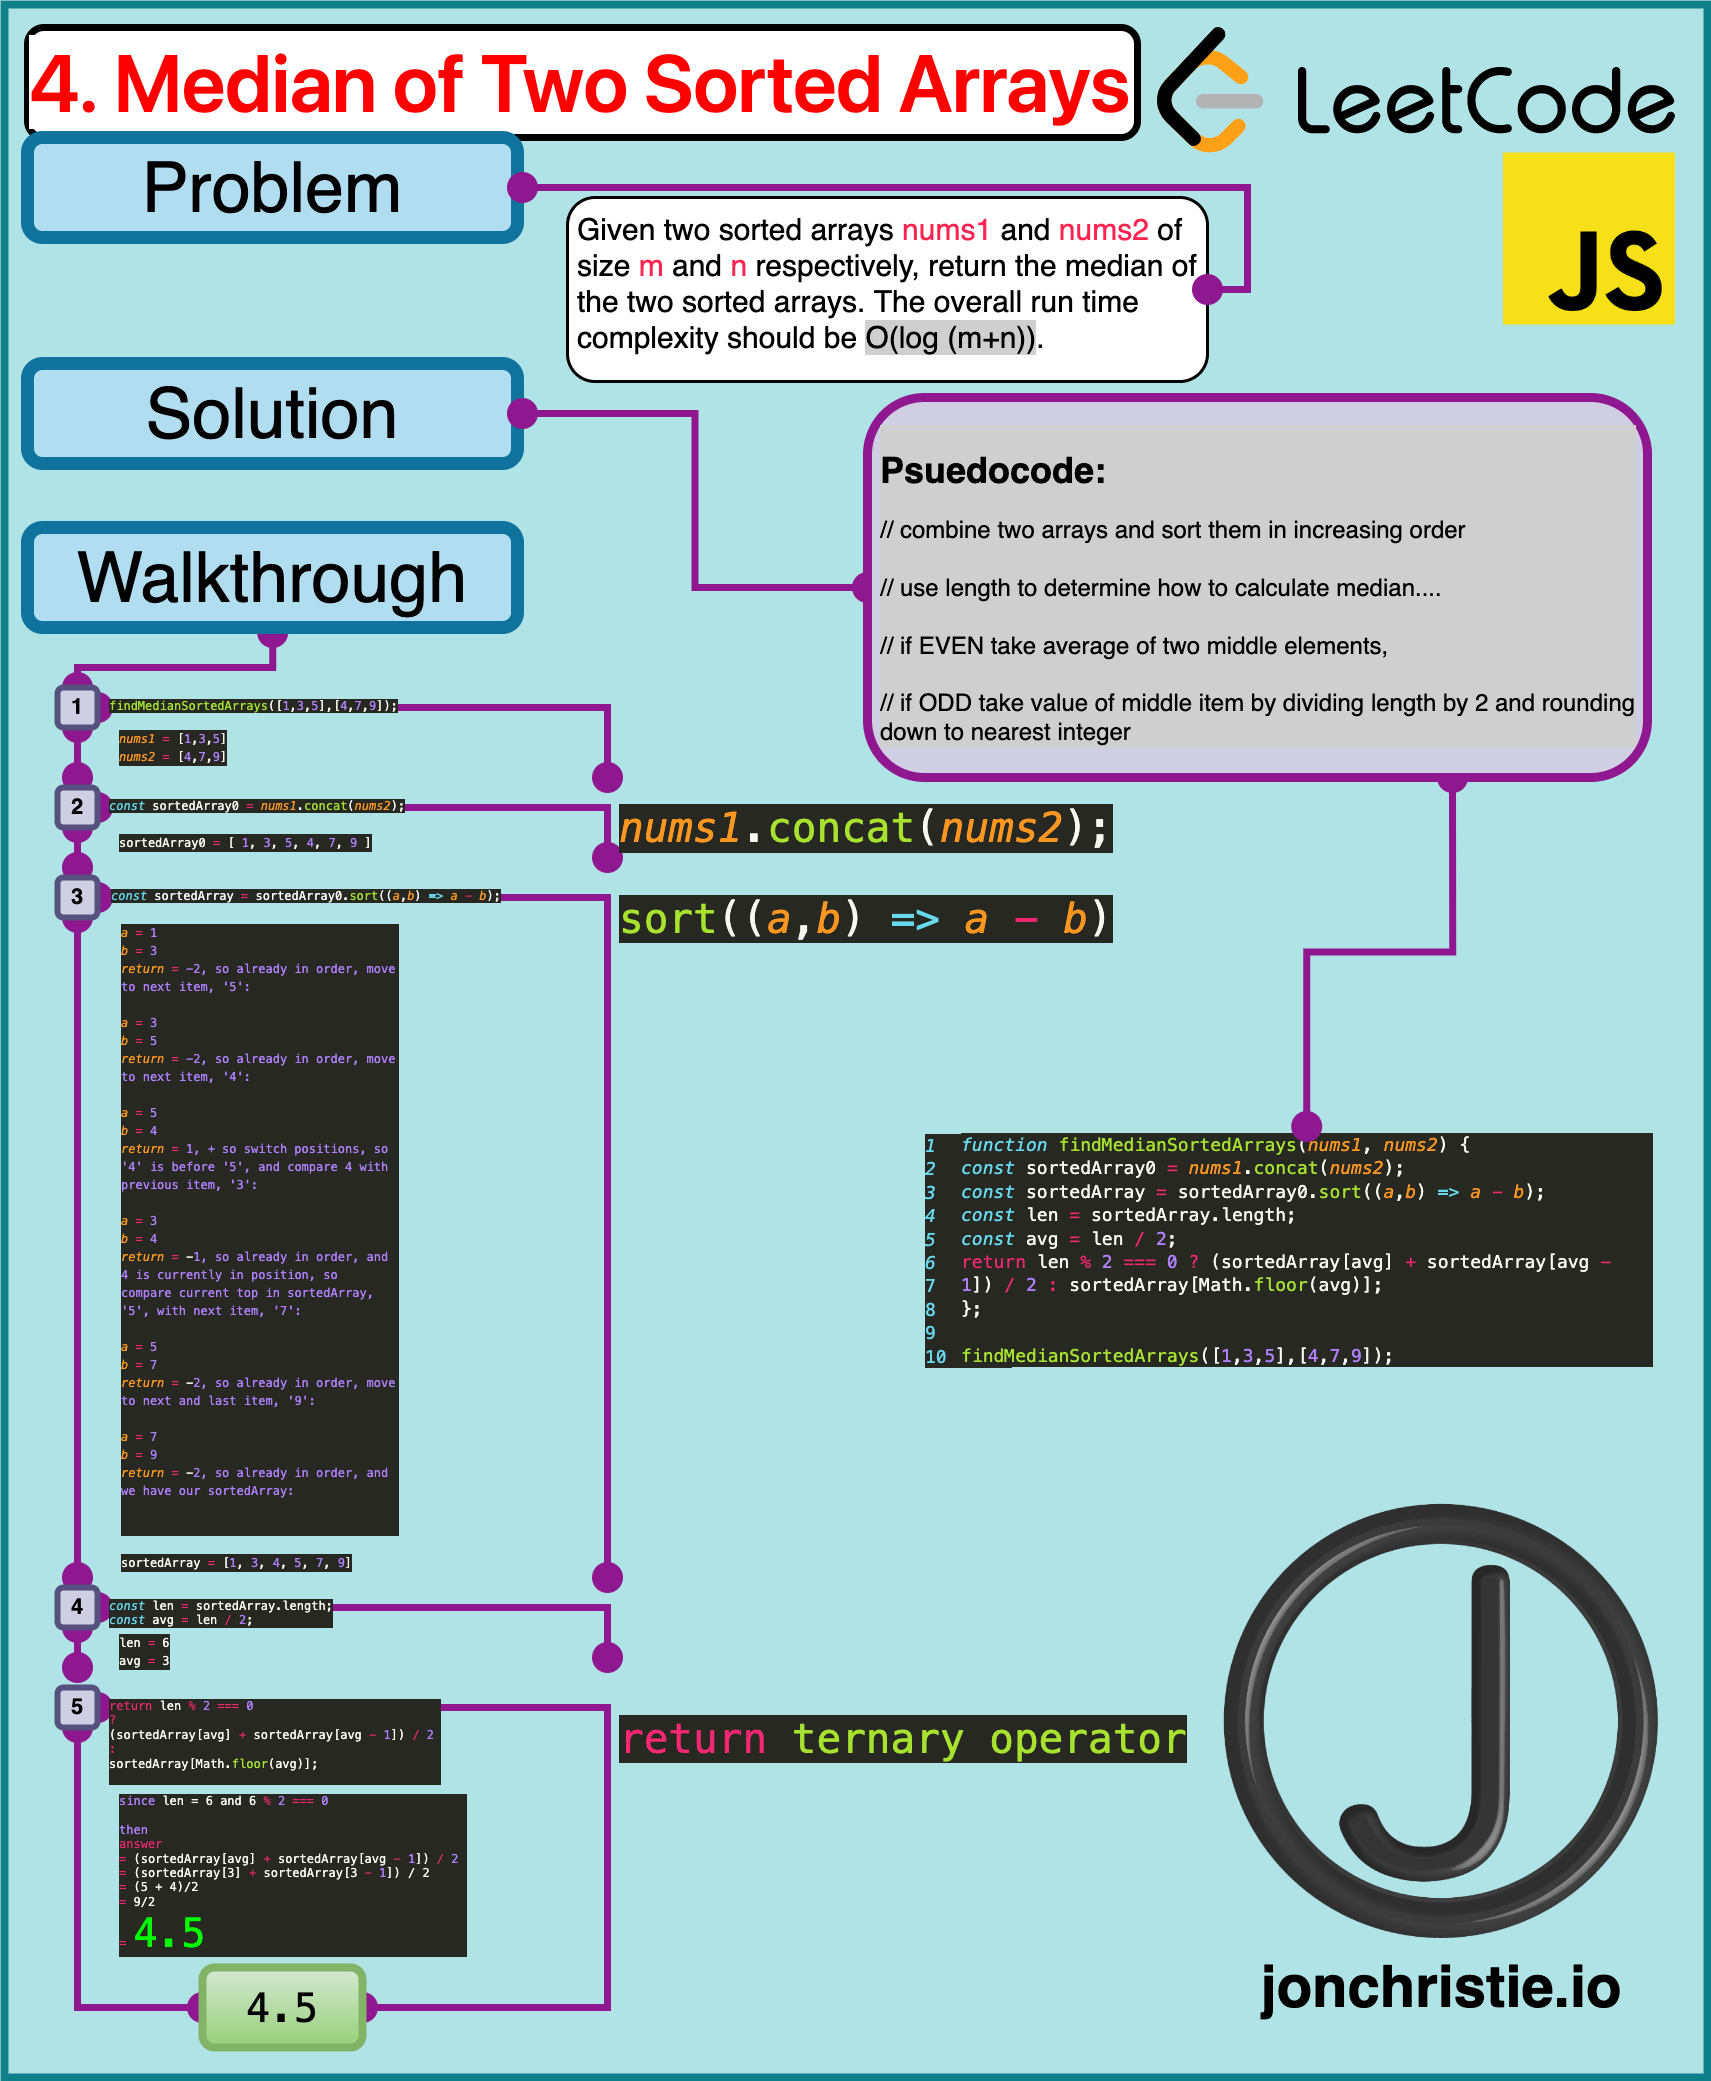 4. Median of Two Sorted Arrays
LeetCode
JS
Problem
Given two sorted arrays nums1 and nums2 of
size m and n respectively, return the median of
the two sorted arrays. The overall run time
complexity should be O(log (m+n)).
Solution
Psuedocode:
// combine two arrays and sort them in increasing order
// use length to determine how to calculate median....
// if EVEN take average of two middle elements,
// if ODD take value of middle item by dividing length by 2 and rounding
down to nearest integer
Walkthrough
1
findMedianSortedArrays([1,3,5],[4,7,9]);
nums1 = [1,3,5]
nums2 = [4,7,9]
2
const sortedArray0 = nums1.concat(nums2);
sortedArray0 = [ 1, 3, 5, 4, 7, 9 ]
nums1.concat(nums2);
3
const sortedArray = sortedArray0.sort((a,b) => a - b);
sort((a,b) => a - b)
a = 1
b = 3
return = -2, so already in order, move
to next item, '5':
a = 3
b = 5
return = -2, so already in order, move
to next item, '4':
a = 5
b = 4
return = 1, + so switch positions, so
'4' is before '5', and compare 4 with
previous item, '3':
a = 3
b = 4
return = -1, so already in order, and
4 is currently in position, so
compare current top in sortedArray,
'5', with next item, '7':
a = 5
b = 7
return = -2, so already in order, move
to next and last item, '9':
a = 7
b = 9
return = -2, so already in order, and
we have our sortedArray:
sortedArray = [1, 3, 4, 5, 7, 9]
4
const len = sortedArray.length;
const avg = len / 2;
len = 6
avg = 3
5
return len % 2 === 0
?
(sortedArray[avg] + sortedArray[avg - 1]) / 2
:
sortedArray[Math.floor(avg)];
return ternary operator
since len = 6 and 6 % 2 === 0
then
answer
= (sortedArray[avg] + sortedArray[avg - 1]) / 2
= (sortedArray[3] + sortedArray[3 - 1]) / 2
= (5 + 4)/2
= 9/2
= 4.5
4.5
1 function findMedianSortedArrays(nums1, nums2) {
2 const sortedArray0 = nums1.concat(nums2);
3 const sortedArray = sortedArray0.sort((a,b) => a - b);
4 const len = sortedArray.length;
5 const avg = len / 2;
6 return len % 2 === 0 ? (sortedArray[avg] + sortedArray[avg -
7 1]) / 2 : sortedArray[Math.floor(avg)];
8 };
9
10 findMedianSortedArrays([1,3,5],[4,7,9]);
J
jonchristie.io